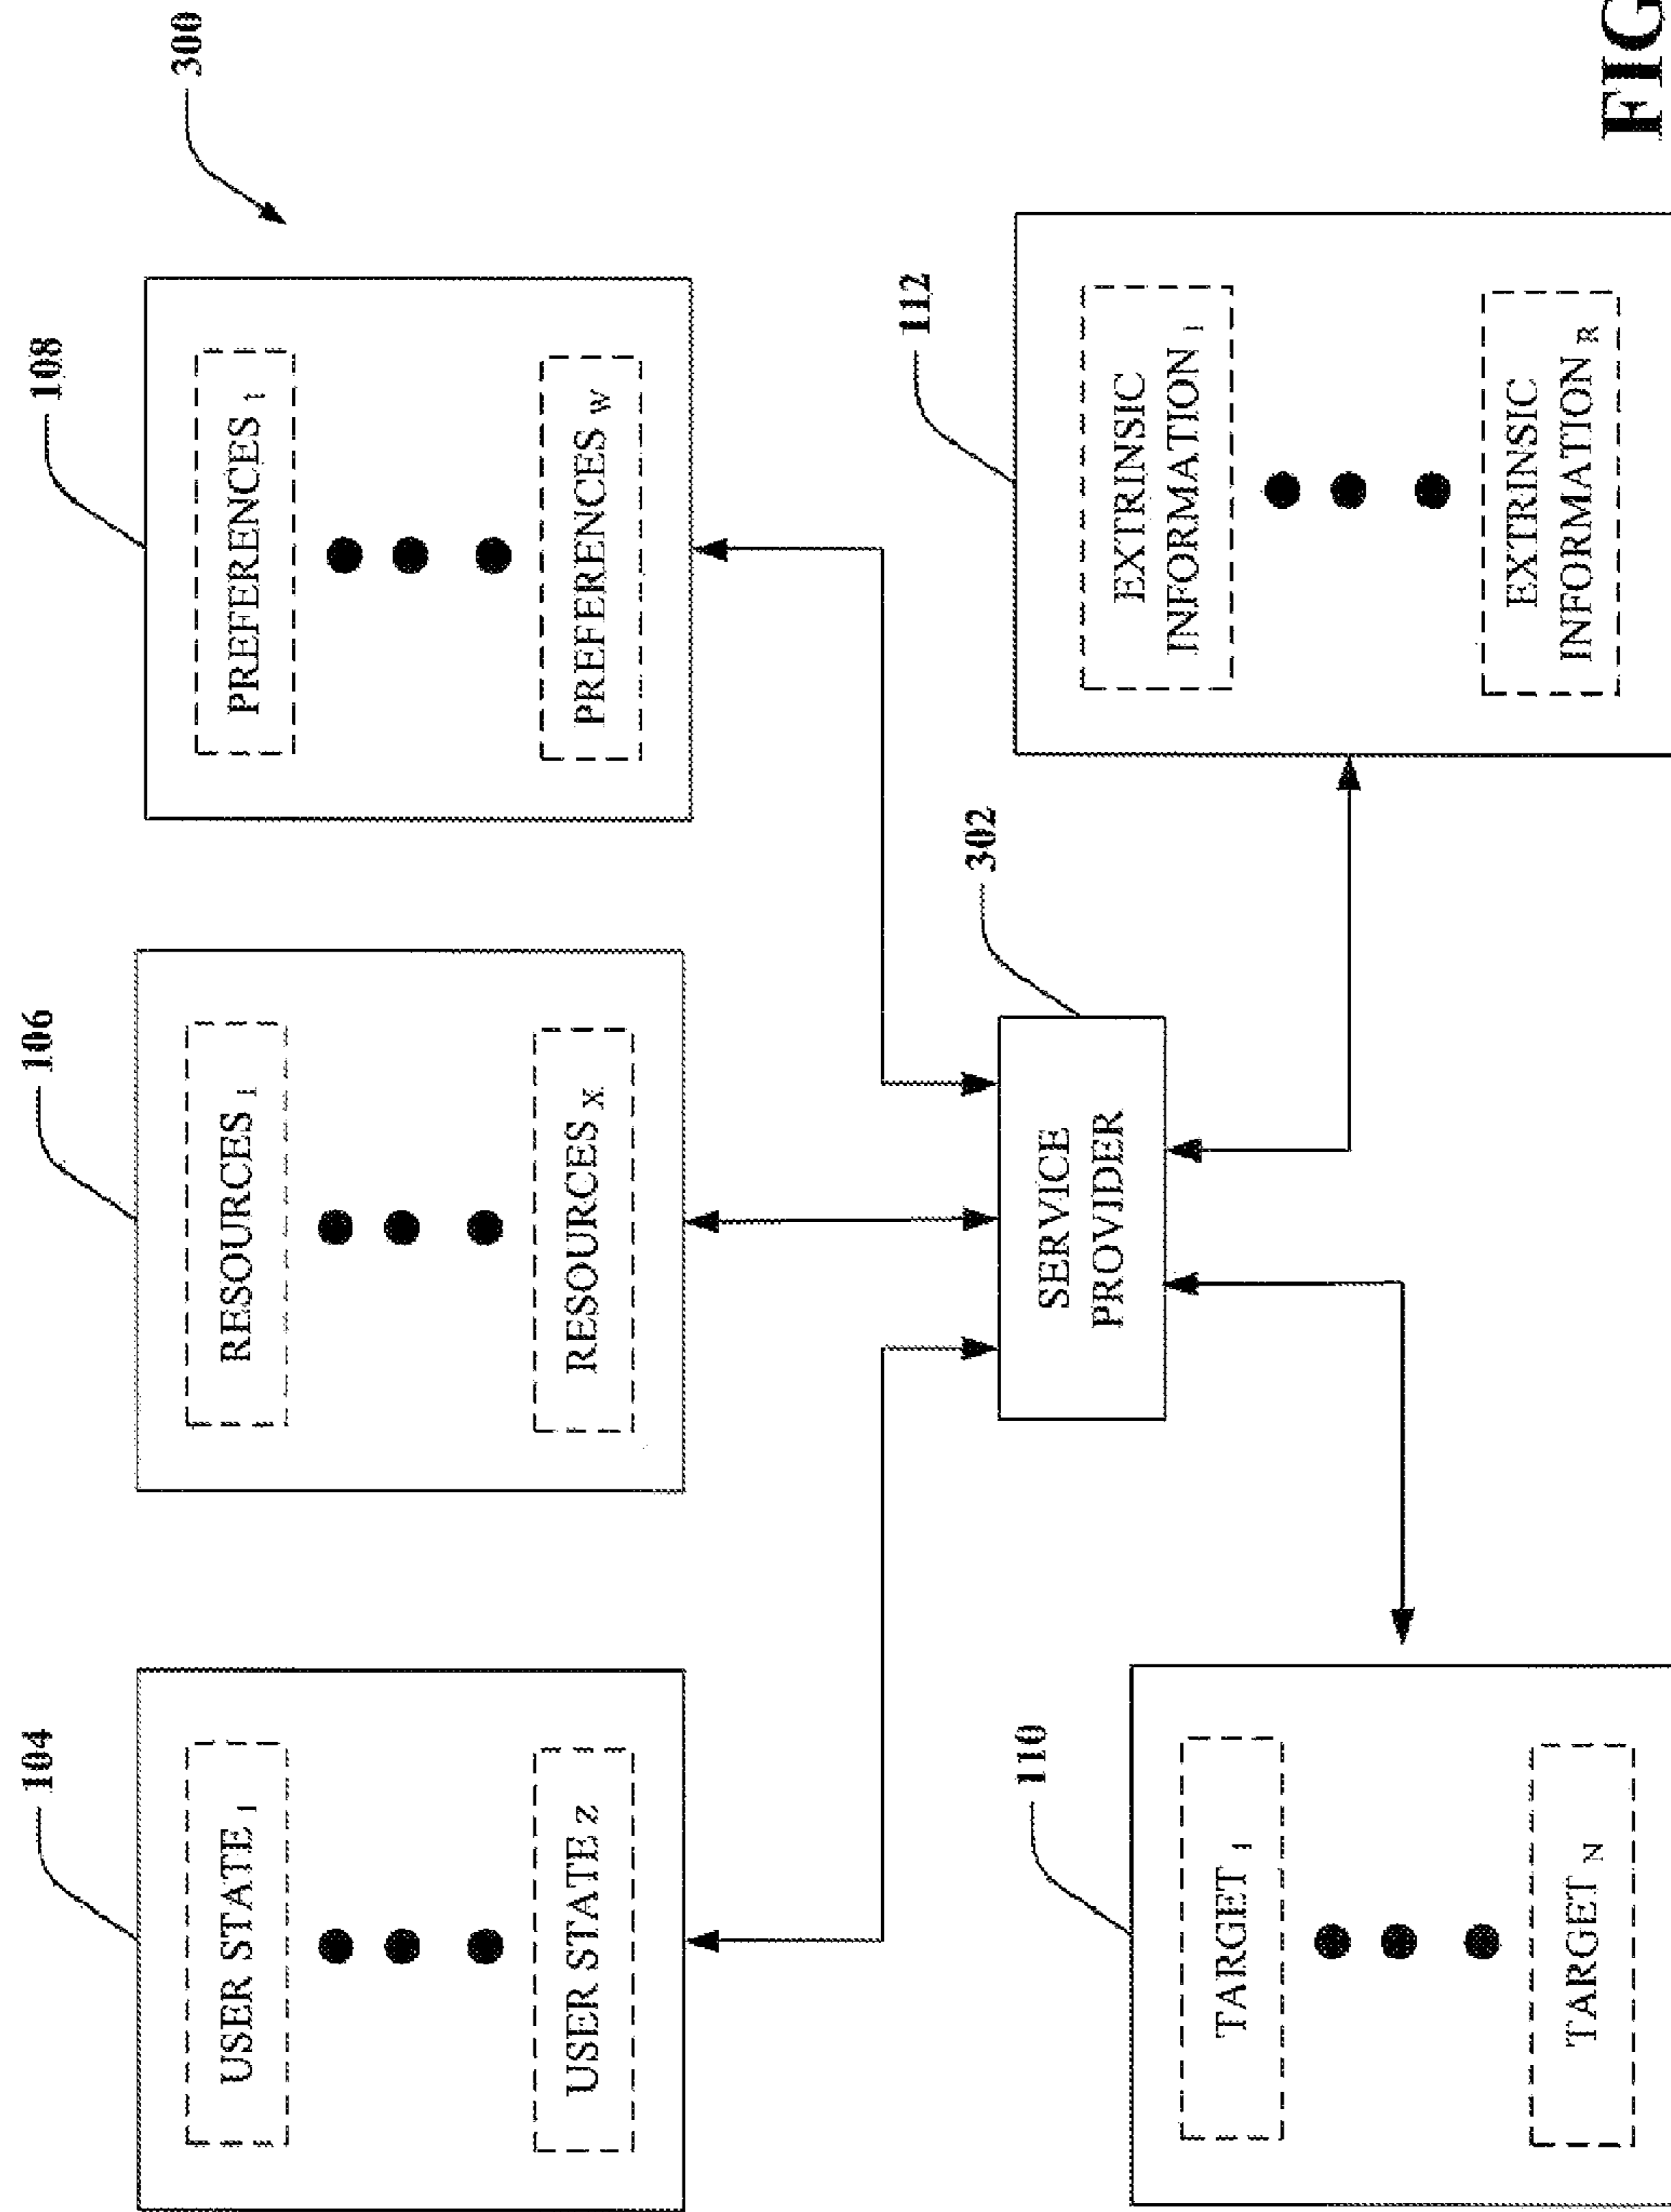 300
104
106
108
USER STATE 1
RESOURCES 1
PREFERENCES 1
USER STATE Z
RESOURCES X
PREFERENCES W
302
SERVICE
PROVIDER
110
112
TARGET 1
EXTRINSIC
INFORMATION 1
TARGET N
EXTRINSIC
INFORMATION R
FIG